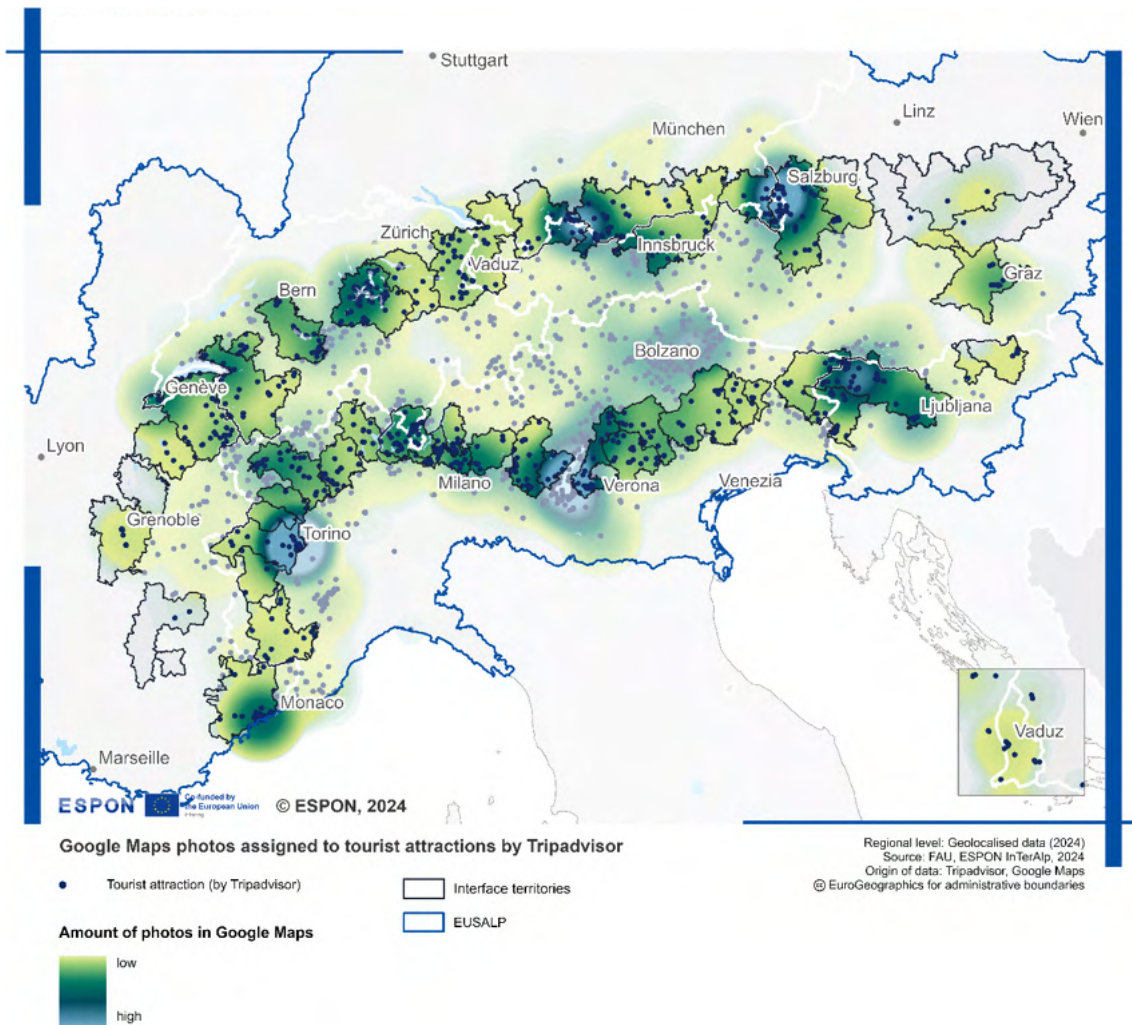 Stuttgart
Linz
Wien
München
Salzburg
Zürich
Innsbruck
Vaduz
Graz
Bern
Bolzano
Genève
Ljubljana
Lyon
Milano
Verona
Venezia
Grenoble
Torino
Monaco
Vaduz
Marseille
ESPON
Co-funded by
the European Union
Interreg
© ESPON, 2024
Google Maps photos assigned to tourist attractions by Tripadvisor
Regional level: Geolocalised data (2024)
Source: FAU, ESPON InTerAlp, 2024
Origin of data: Tripadvisor, Google Maps
© EuroGeographics for administrative boundaries
Tourist attraction (by Tripadvisor)
Interface territories
EUSALP
Amount of photos in Google Maps
low
high